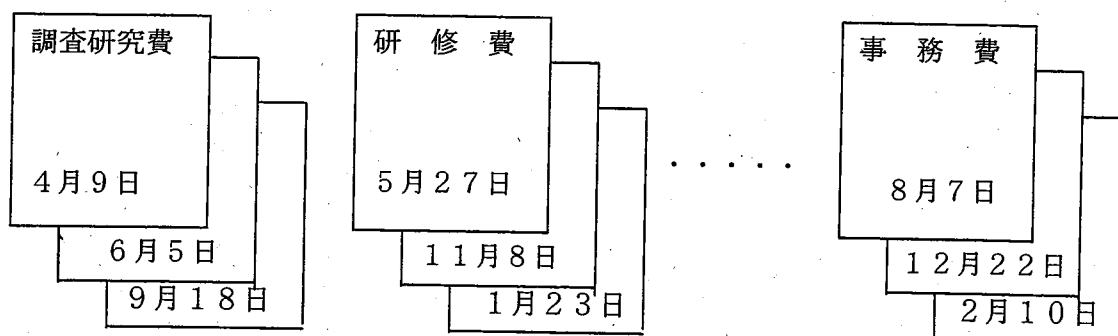 調査研究費
4月9日
6月5日
9月18日
研 修 費
5月27日
11月8日
1月23日
・・・・・
事 務 費
8月7日
12月22日
2月10日